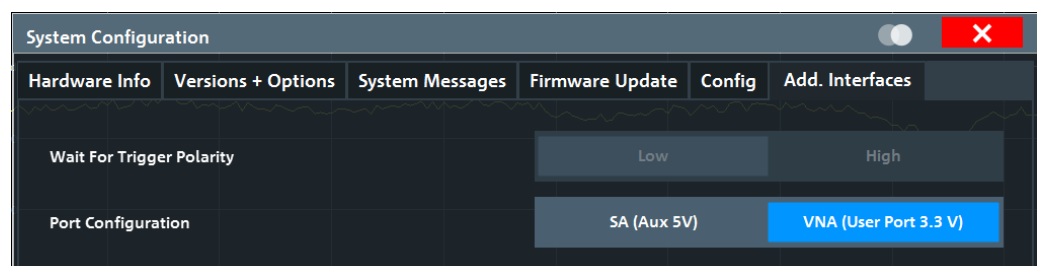 System Configuration
Hardware Info Versions + Options System Messages Firmware Update Config Add. Interfaces
Wait For Trigger Polarity Low High
Port Configuration SA (Aux 5V) VNA (User Port 3.3 V)